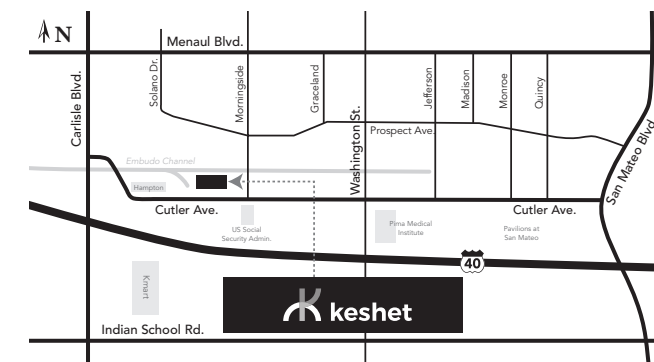 N
Menaul Blvd.
Carlisle Blvd.
Solano Dr.
Morningside
Graceland
Washington St.
Jefferson
Madison
Monroe
Quincy
San Mateo Blvd
Prospect Ave.
Embudo Channel
Hampton
Cutler Ave.
Cutler Ave.
US Social
Security Admin.
Pima Medical
Institute
Pavilions at
San Mateo
40
Kmart
keshet
Indian School Rd.